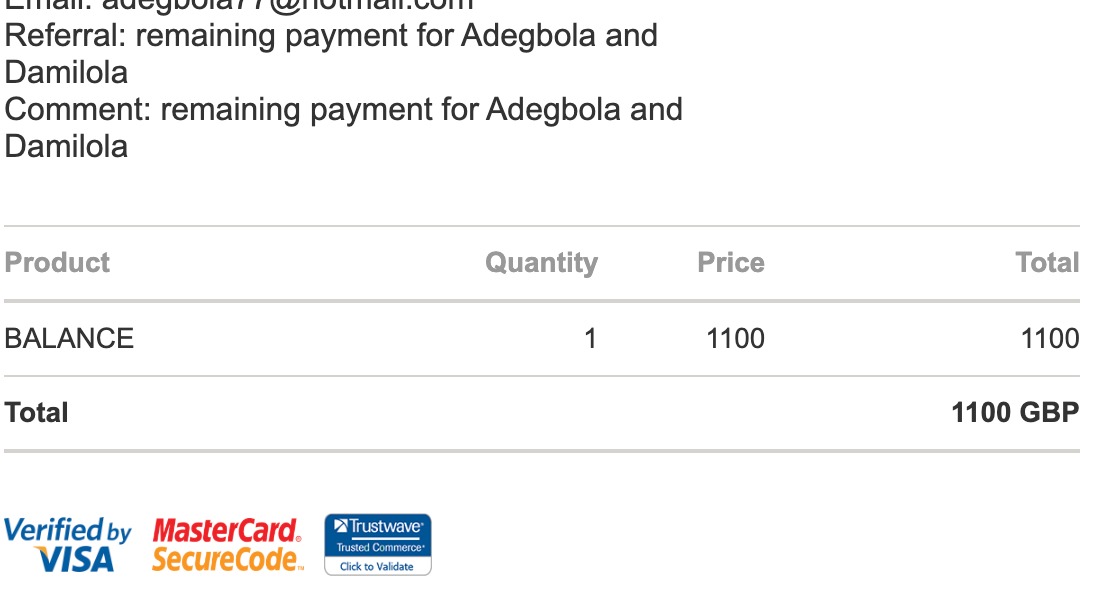 Email: adegbola77@hotmail.com
Referral: remaining payment for Adegbola and
Damilola
Comment: remaining payment for Adegbola and
Damilola
Product Quantity Price Total
BALANCE 1 1100 1100
Total 1100 GBP
Verified by MasterCard. Trustwave
VISA SecureCode Trusted Commerce
Click to Validate